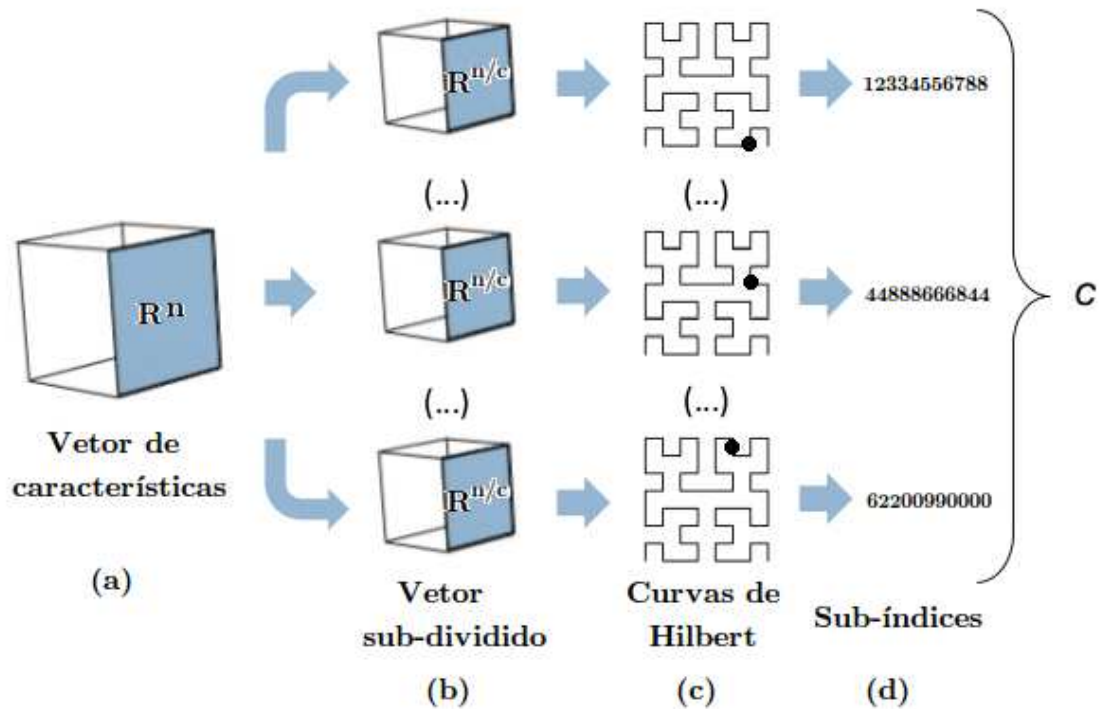 R^n/c
12334556788
(...)
(...)
R^n
R^n/c
44888666844
C
(...)
(...)
Vetor de
características
R^n/c
62200990000
(a)
Vetor
sub-dividido
Curvas de
Hilbert
Sub-índices
(b)
(c)
(d)